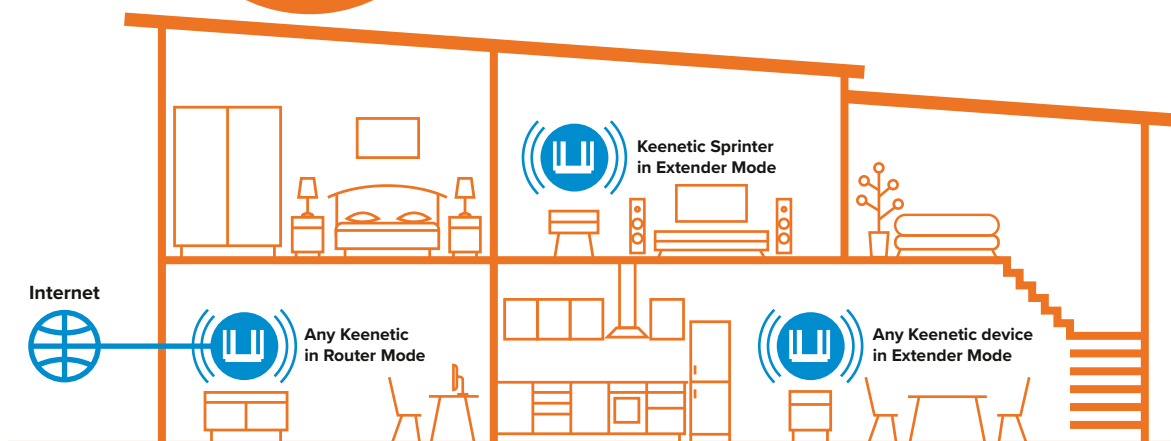 Keenetic Sprinter
in Extender Mode
Internet
Any Keenetic
in Router Mode
Any Keenetic device
in Extender Mode